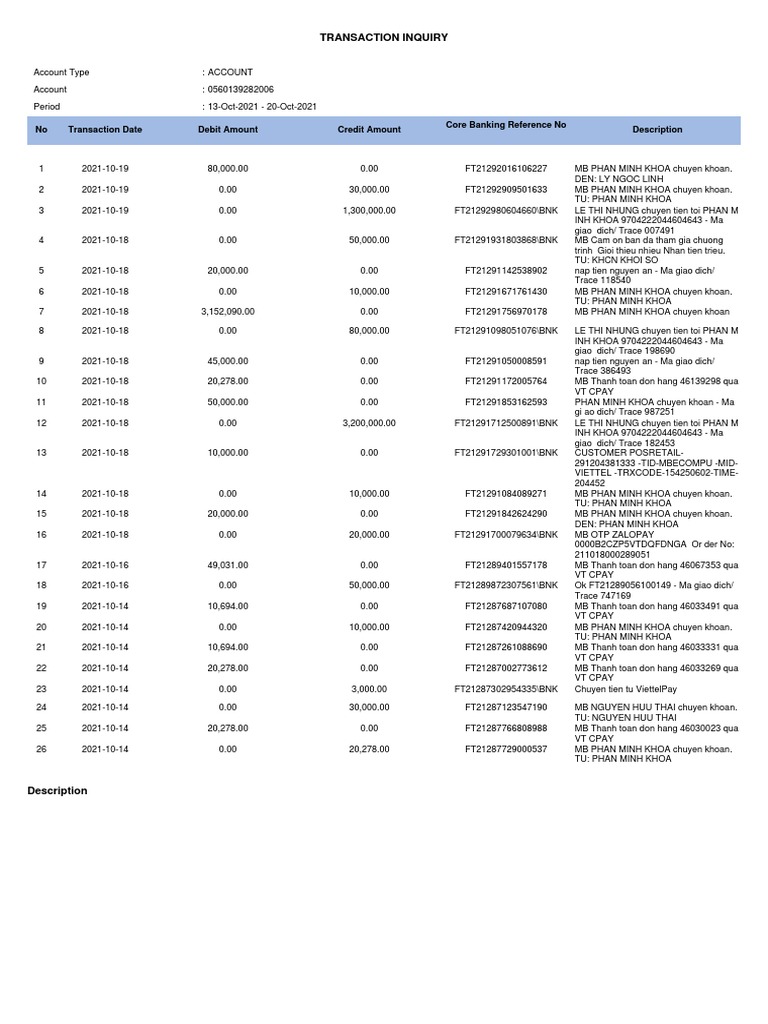 TRANSACTION INQUIRY
Account Type : ACCOUNT
Account : 0560139282006
Period : 13-Oct-2021 - 20-Oct-2021
No Transaction Date Debit Amount Credit Amount Core Banking Reference No Description
1 2021-10-19 80,000.00 0.00 FT21292016106227 MB PHAN MINH KHOA chuyen khoan.
DEN: LY NGOC LINH
2 2021-10-19 0.00 30,000.00 FT21292909501633 MB PHAN MINH KHOA chuyen khoan.
TU: PHAN MINH KHOA
3 2021-10-19 0.00 1,300,000.00 FT21292980604660\BNK LE THI NHUNG chuyen tien toi PHAN M
INH KHOA 9704222044604643 - Ma
giao dich/ Trace 007491
4 2021-10-18 0.00 50,000.00 FT21291931803868\BNK MB Cam on ban da tham gia chuong
trinh Gioi thieu nhieu Nhan tien trieu.
TU: KHCN KHOI SO
5 2021-10-18 20,000.00 0.00 FT21291142538902 nap tien nguyen an - Ma giao dich/
Trace 118540
6 2021-10-18 0.00 10,000.00 FT21291671761430 MB PHAN MINH KHOA chuyen khoan.
TU: PHAN MINH KHOA
7 2021-10-18 3,152,090.00 0.00 FT21291756970178 MB PHAN MINH KHOA chuyen khoan
8 2021-10-18 0.00 80,000.00 FT21291098051076\BNK LE THI NHUNG chuyen tien toi PHAN M
INH KHOA 9704222044604643 - Ma
giao dich/ Trace 198690
9 2021-10-18 45,000.00 0.00 FT21291050008591 nap tien nguyen an - Ma giao dich/
Trace 386493
10 2021-10-18 20,278.00 0.00 FT21291172005764 MB Thanh toan don hang 46139298 qua
VT CPAY
11 2021-10-18 50,000.00 0.00 FT21291853162593 PHAN MINH KHOA chuyen khoan - Ma
gi ao dich/ Trace 987251
12 2021-10-18 0.00 3,200,000.00 FT21291712500891\BNK LE THI NHUNG chuyen tien toi PHAN M
INH KHOA 9704222044604643 - Ma
giao dich/ Trace 182453
13 2021-10-18 10,000.00 0.00 FT21291729301001\BNK CUSTOMER POSRETAIL-
291204381333 -TID-MBECOMPU -MID-
VIETTEL -TRXCODE-154250602-TIME-
204452
14 2021-10-18 0.00 10,000.00 FT21291084089271 MB PHAN MINH KHOA chuyen khoan.
TU: PHAN MINH KHOA
15 2021-10-18 20,000.00 0.00 FT21291842624290 MB PHAN MINH KHOA chuyen khoan.
DEN: PHAN MINH KHOA
16 2021-10-18 0.00 20,000.00 FT21291700079634\BNK MB OTP ZALOPAY
0000B2CZP5VTDQFDNGA Or der No:
211018000289051
17 2021-10-16 49,031.00 0.00 FT21289401557178 MB Thanh toan don hang 46067353 qua
VT CPAY
18 2021-10-16 0.00 50,000.00 FT21289872307561\BNK Ok FT21289056100149 - Ma giao dich/
Trace 747169
19 2021-10-14 10,694.00 0.00 FT21287687107080 MB Thanh toan don hang 46033491 qua
VT CPAY
20 2021-10-14 0.00 10,000.00 FT21287420944320 MB PHAN MINH KHOA chuyen khoan.
TU: PHAN MINH KHOA
21 2021-10-14 10,694.00 0.00 FT21287261088690 MB Thanh toan don hang 46033331 qua
VT CPAY
22 2021-10-14 20,278.00 0.00 FT21287002773612 MB Thanh toan don hang 46033269 qua
VT CPAY
23 2021-10-14 0.00 3,000.00 FT21287302954335\BNK Chuyen tien tu ViettelPay
24 2021-10-14 0.00 30,000.00 FT21287123547190 MB NGUYEN HUU THAI chuyen khoan.
TU: NGUYEN HUU THAI
25 2021-10-14 20,278.00 0.00 FT21287766808988 MB Thanh toan don hang 46030023 qua
VT CPAY
26 2021-10-14 0.00 20,278.00 FT21287729000537 MB PHAN MINH KHOA chuyen khoan.
TU: PHAN MINH KHOA
Description